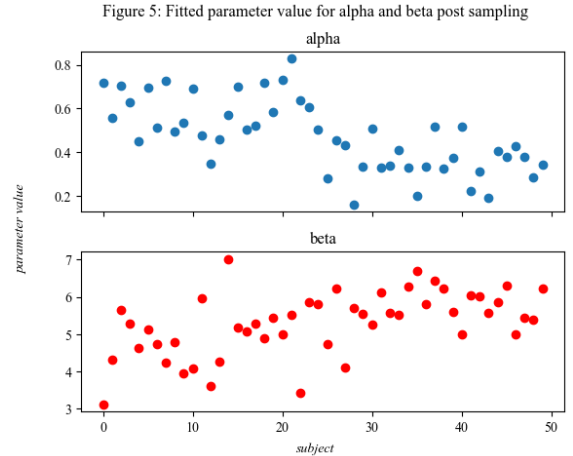 Figure 5: Fitted parameter value for alpha and beta post sampling
alpha
0.8
0.6
0.4
0.2
parameter value
beta
7
6
5
4
3
0 10 20 30 40 50
subject